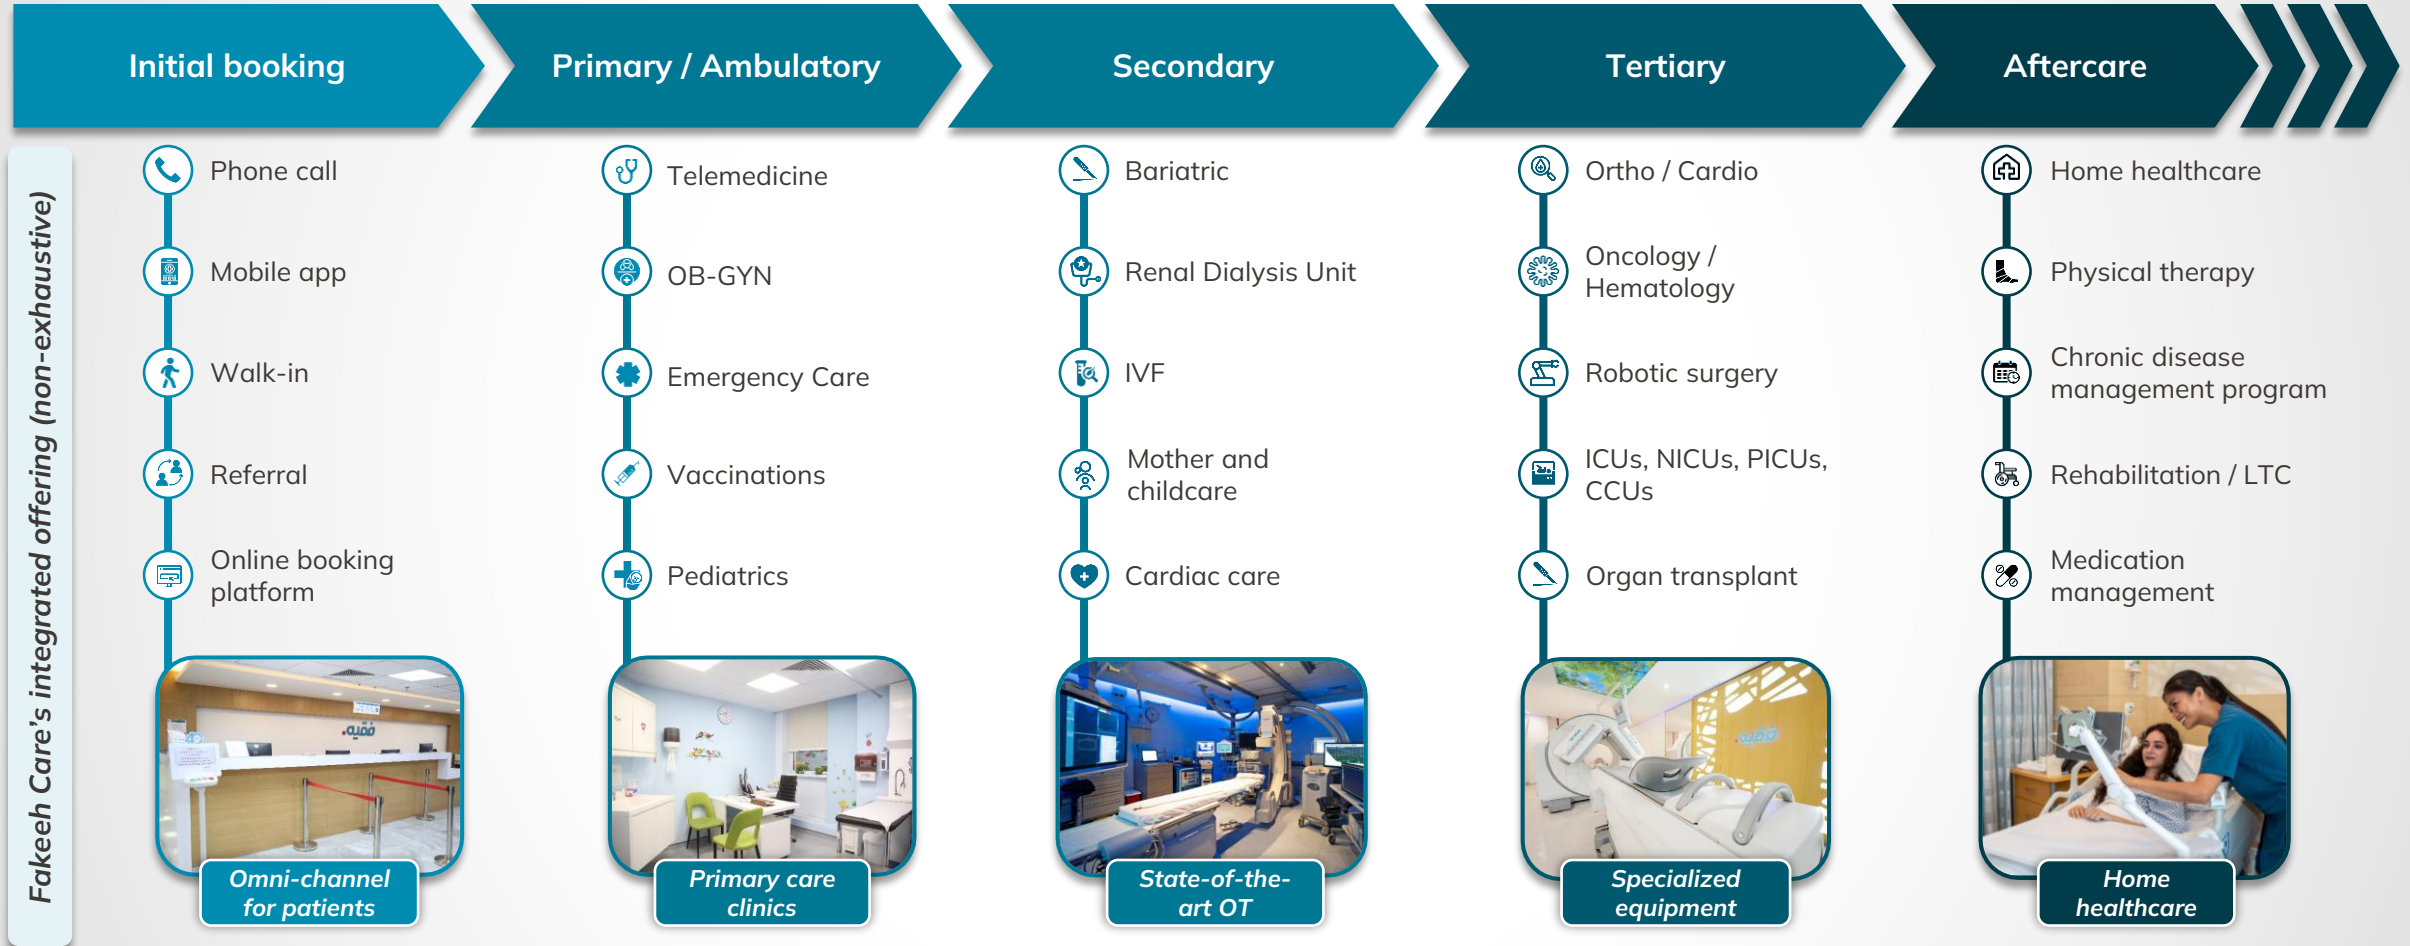 Initial booking
Primary / Ambulatory
Secondary
Tertiary
Aftercare
Fakeeh Care's integrated offering (non-exhaustive)
Phone call
Mobile app
Walk-in
Referral
Online booking
platform
Omni-channel
for patients
Telemedicine
OB-GYN
Emergency Care
Vaccinations
Pediatrics
Primary care
clinics
Bariatric
Renal Dialysis Unit
IVF
Mother and
childcare
Cardiac care
State-of-the-
art OT
Ortho / Cardio
Oncology /
Hematology
Robotic surgery
ICUs, NICUs, PICUs,
CCUs
Organ transplant
Specialized
equipment
Home healthcare
Physical therapy
Chronic disease
management program
Rehabilitation / LTC
Medication
management
Home
healthcare
فقيه.
فقيه.